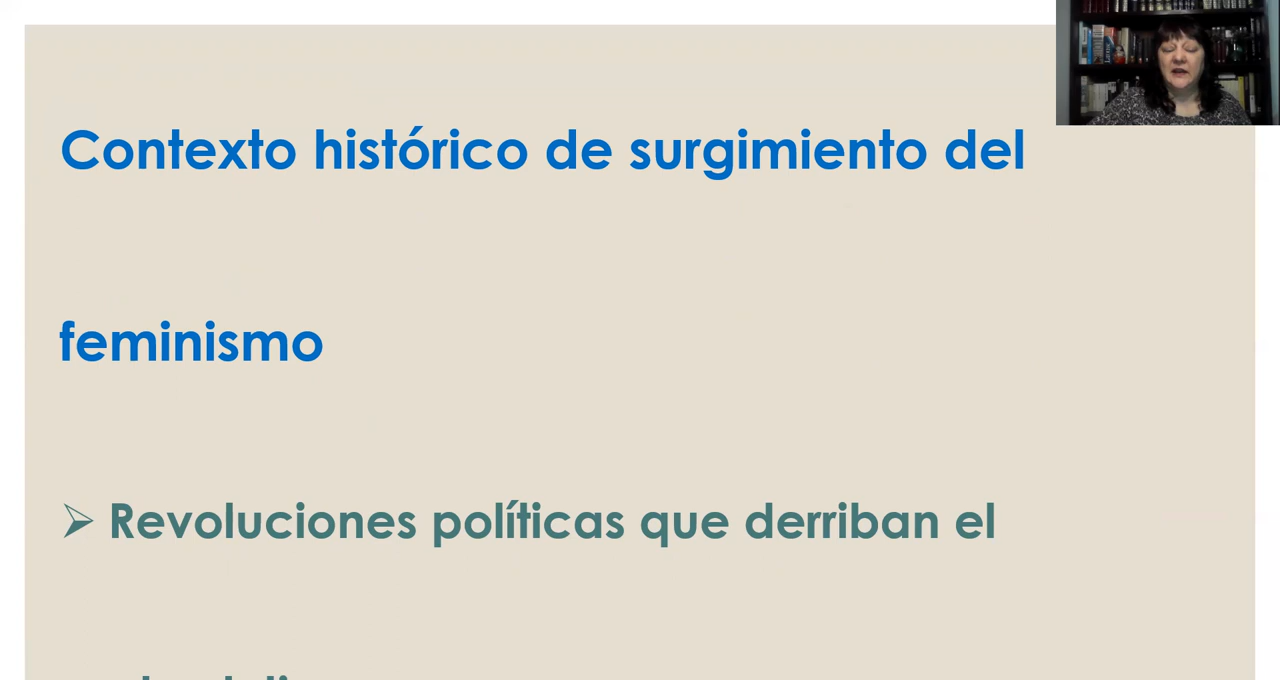 Contexto histórico de surgimiento del
feminismo
➢ Revoluciones políticas que derriban el